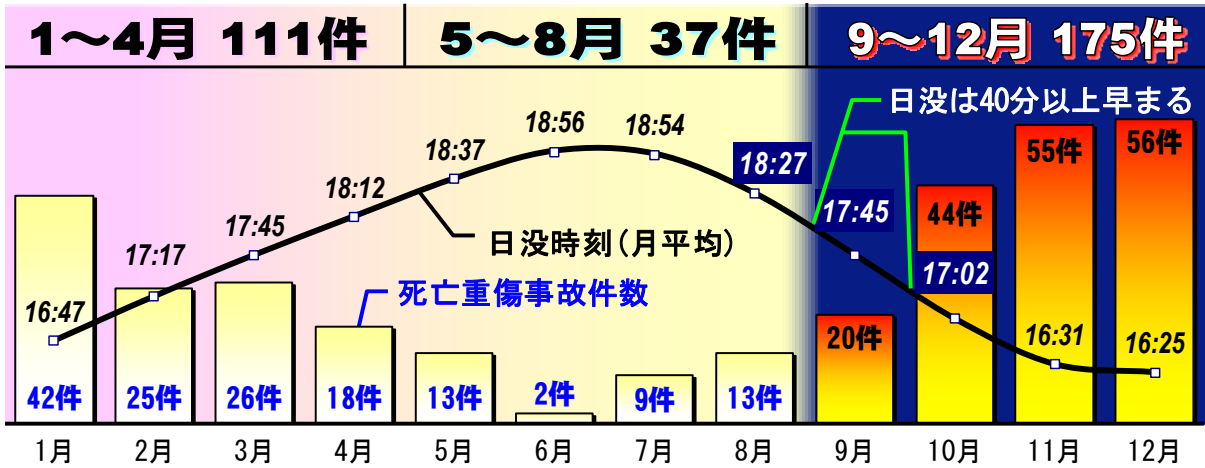 1～4月 111件
5～8月 37件
9～12月 175件
日没は40分以上早まる
16:47
17:17
17:45
18:12
18:37
18:56
18:54
18:27
17:45
17:02
16:31
16:25
日没時刻(月平均)
死亡重傷事故件数
42件
25件
26件
18件
13件
2件
9件
13件
20件
44件
55件
56件
1月
2月
3月
4月
5月
6月
7月
8月
9月
10月
11月
12月